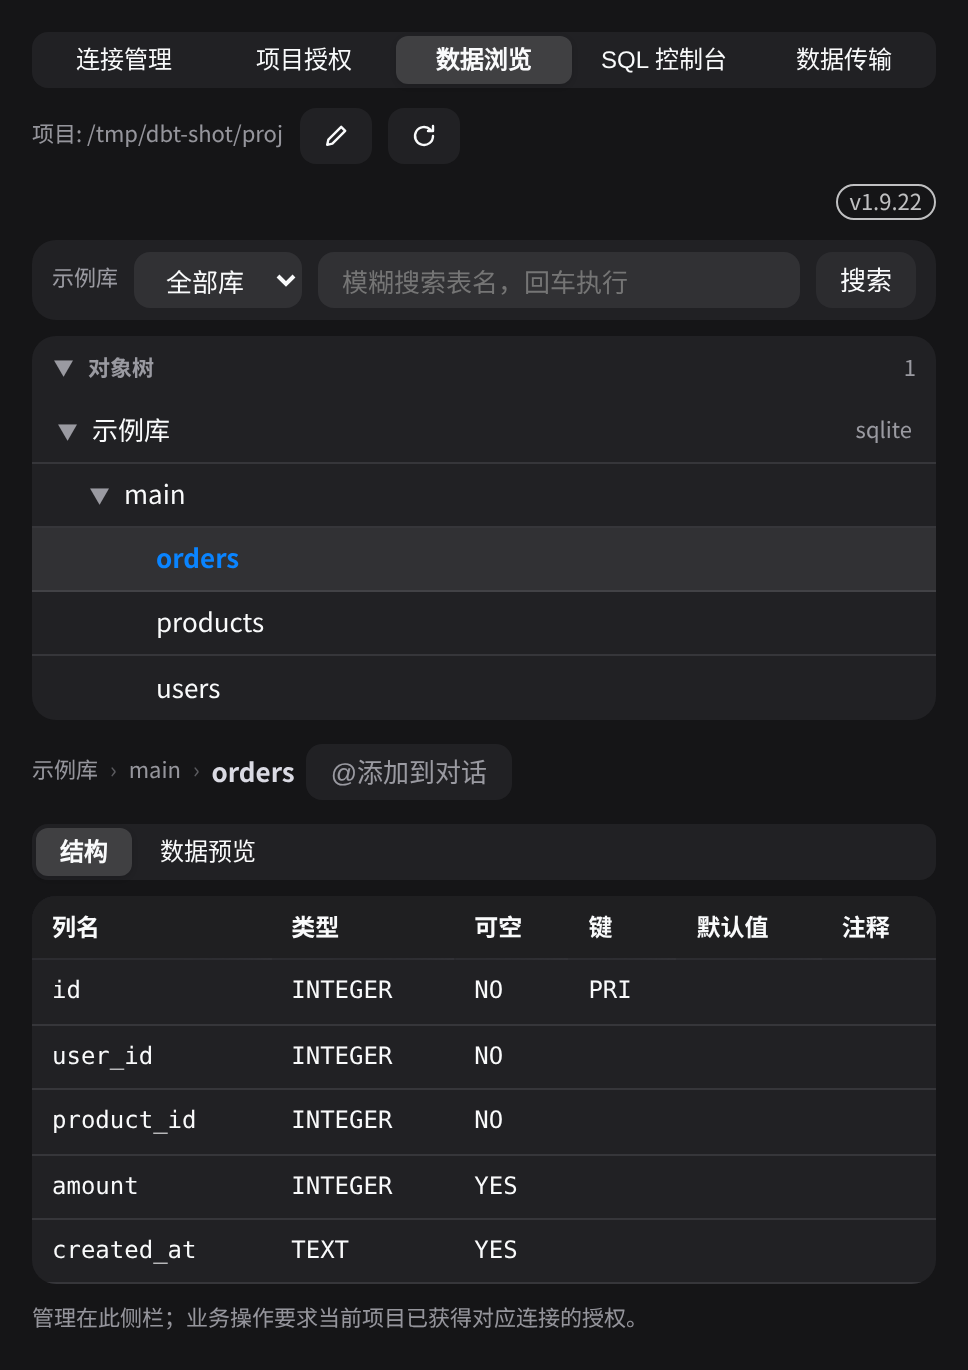 连接管理 项目授权 数据浏览 SQL 控制台 数据传输
项目: /tmp/dbt-shot/proj
v1.9.22
示例库 全部库 模糊搜索表名，回车执行 搜索
▼ 对象树 1
▼ 示例库 sqlite
▼ main
orders
products
users
示例库 › main › orders @添加到对话
结构 数据预览
列名 类型 可空 键 默认值 注释
id INTEGER NO PRI
user_id INTEGER NO
product_id INTEGER NO
amount INTEGER YES
created_at TEXT YES
管理在此侧栏；业务操作要求当前项目已获得对应连接的授权。